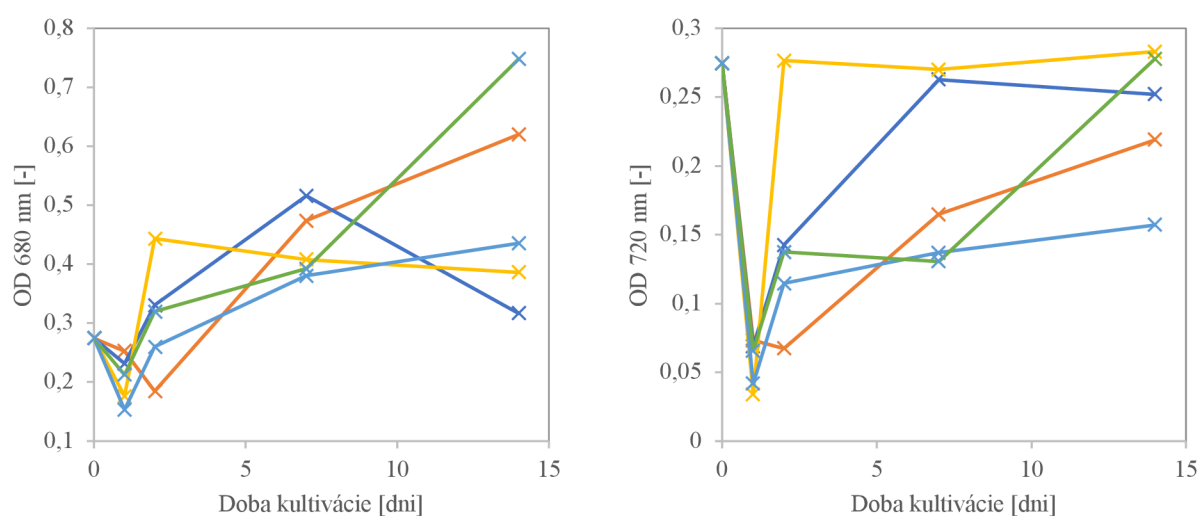 0,8
0,7
0,6
0,5
0,4
0,3
0,2
0,1
OD 680 nm [-]
0 5 10 15
Doba kultivácie [dni]
0,3
0,25
0,2
0,15
0,1
0,05
0
OD 720 nm [-]
0 5 10 15
Doba kultivácie [dni]